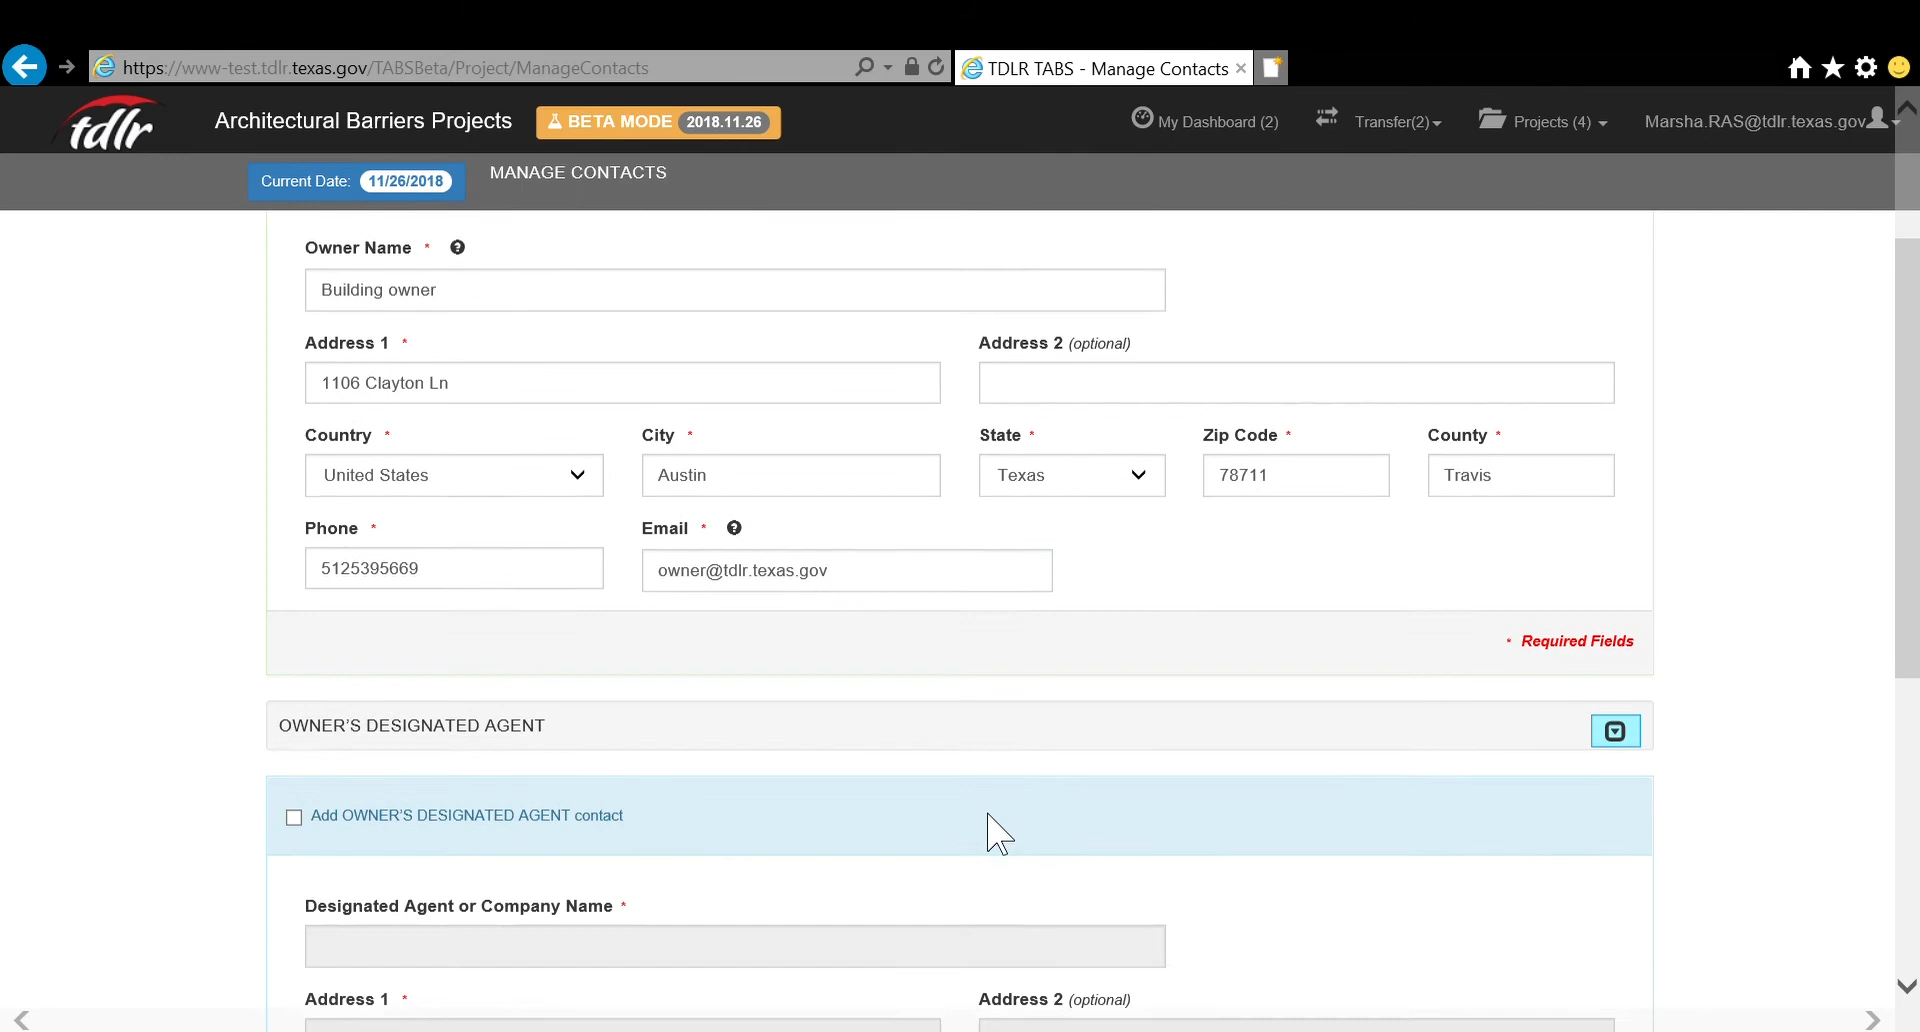 https://www-test.tdlr.texas.gov/TABSBeta/Project/ManageContacts
TDLR TABS - Manage Contacts
tdlr
Architectural Barriers Projects
BETA MODE 2018.11.26
My Dashboard (2)
Transfer(2)
Projects (4)
Marsha.RAS@tdlr.texas.gov
Current Date: 11/26/2018
MANAGE CONTACTS
Owner Name *
Building owner
Address 1 *
Address 2 (optional)
1106 Clayton Ln
Country * City * State * Zip Code * County *
United States Austin Texas 78711 Travis
Phone * Email *
5125395669 owner@tdlr.texas.gov
* Required Fields
OWNER’S DESIGNATED AGENT
Add OWNER’S DESIGNATED AGENT contact
Designated Agent or Company Name *
Address 1 *
Address 2 (optional)